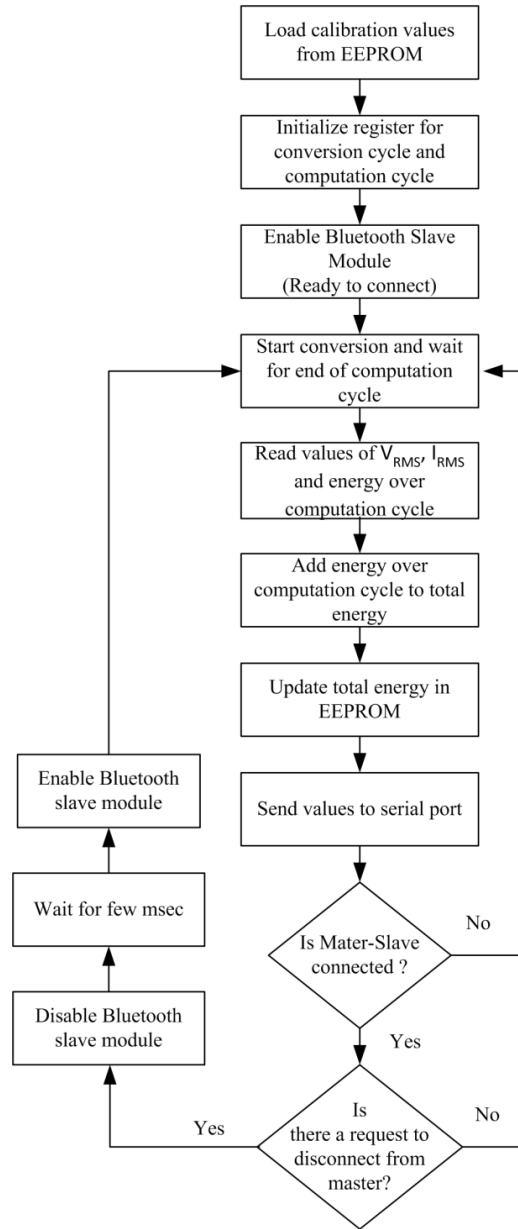 Load calibration values
from EEPROM
Initialize register for
conversion cycle and
computation cycle
Enable Bluetooth Slave
Module
(Ready to connect)
Start conversion and wait
for end of computation
cycle
Read values of VRMS, IRMS
and energy over
computation cycle
Add energy over
computation cycle to total
energy
Update total energy in
EEPROM
Send values to serial port
Is Mater-Slave
connected ?
No
Yes
Is
there a request to
disconnect from
master?
No
Yes
Disable Bluetooth
slave module
Wait for few msec
Enable Bluetooth
slave module